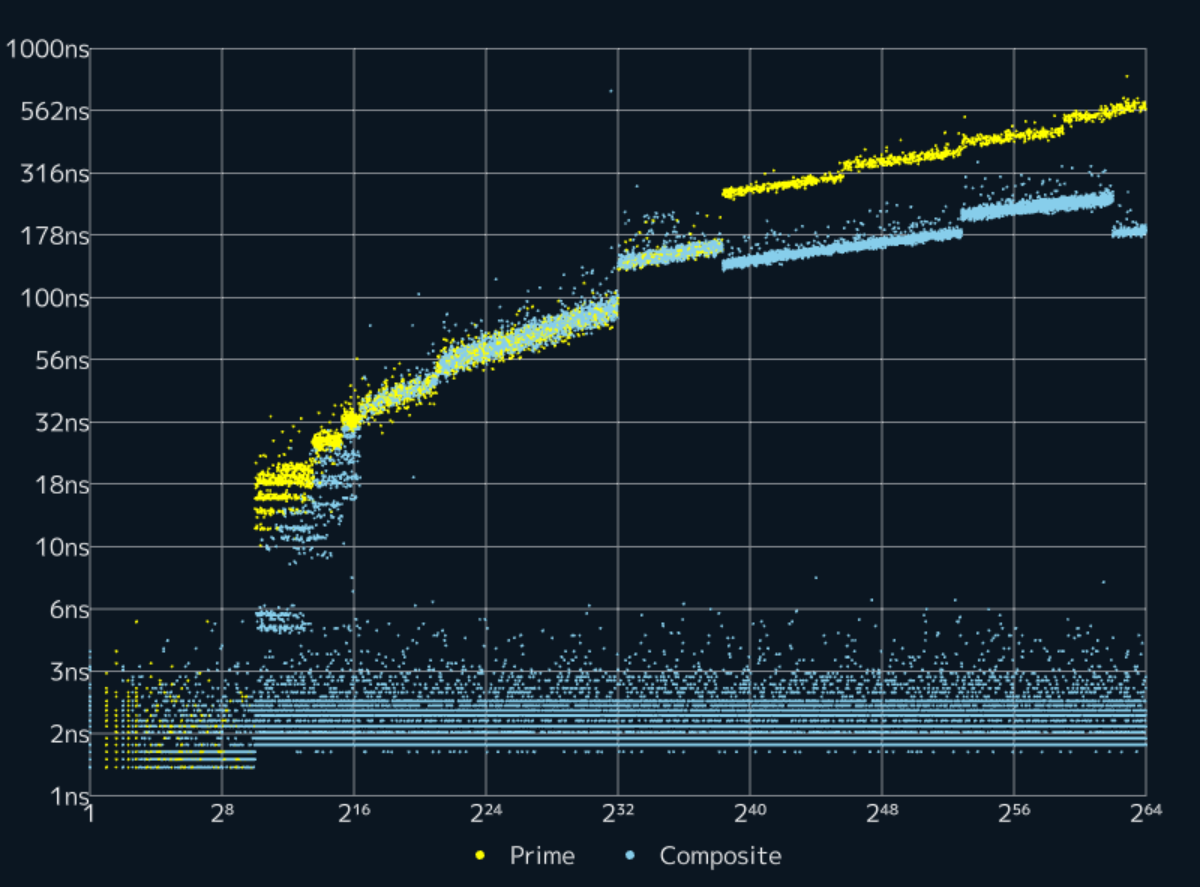 1000ns
562ns
316ns
178ns
100ns
56ns
32ns
18ns
10ns
6ns
3ns
2ns
1ns
1 2⁸ 2¹⁶ 2²⁴ 2³² 2⁴⁰ 2⁴⁸ 2⁵⁶ 2⁶⁴
Prime Composite